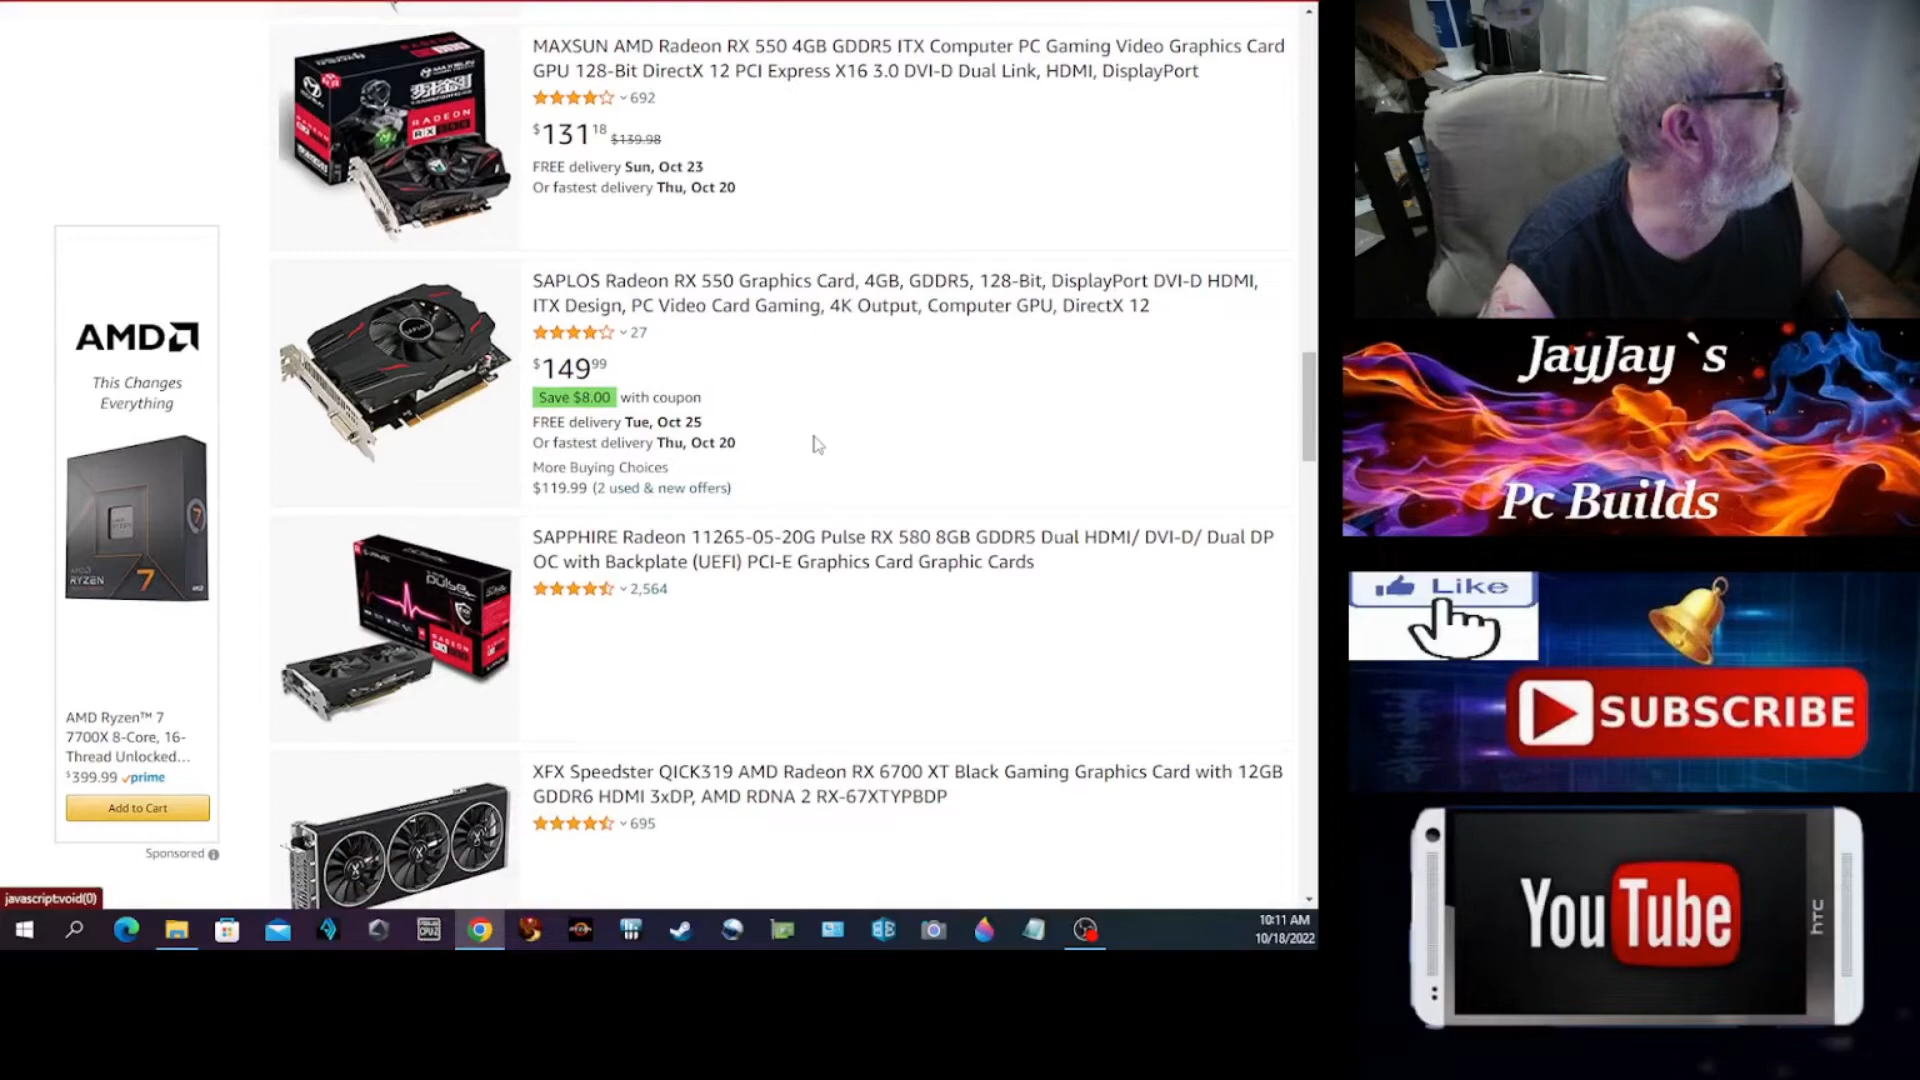 MAXSUN AMD Radeon RX 550 4GB GDDR5 ITX Computer PC Gaming Video Graphics Card
GPU 128-Bit DirectX 12 PCI Express X16 3.0 DVI-D Dual Link, HDMI, DisplayPort
692
$131 18 $139.98
FREE delivery Sun, Oct 23
Or fastest delivery Thu, Oct 20
MAXSUN
RADEON
RX
SAPLOS Radeon RX 550 Graphics Card, 4GB, GDDR5, 128-Bit, DisplayPort DVI-D HDMI,
ITX Design, PC Video Card Gaming, 4K Output, Computer GPU, DirectX 12
27
$149 99
Save $8.00 with coupon
FREE delivery Tue, Oct 25
Or fastest delivery Thu, Oct 20
More Buying Choices
$119.99 (2 used & new offers)
SAPLOS
SAPPHIRE Radeon 11265-05-20G Pulse RX 580 8GB GDDR5 Dual HDMI/ DVI-D/ Dual DP
OC with Backplate (UEFI) PCI-E Graphics Card Graphic Cards
2,564
PULSE
XFX Speedster QICK319 AMD Radeon RX 6700 XT Black Gaming Graphics Card with 12GB
GDDR6 HDMI 3xDP, AMD RDNA 2 RX-67XTYPBDP
695
AMD
This Changes
Everything
RYZEN 7
AMD Ryzen™ 7
7700X 8-Core, 16-
Thread Unlocked...
$399.99 prime
Add to Cart
Sponsored
javascript:void(0)
CPU-Z
10:11 AM
10/18/2022
JayJay`s
Pc Builds
Like
SUBSCRIBE
YouTube
hTC